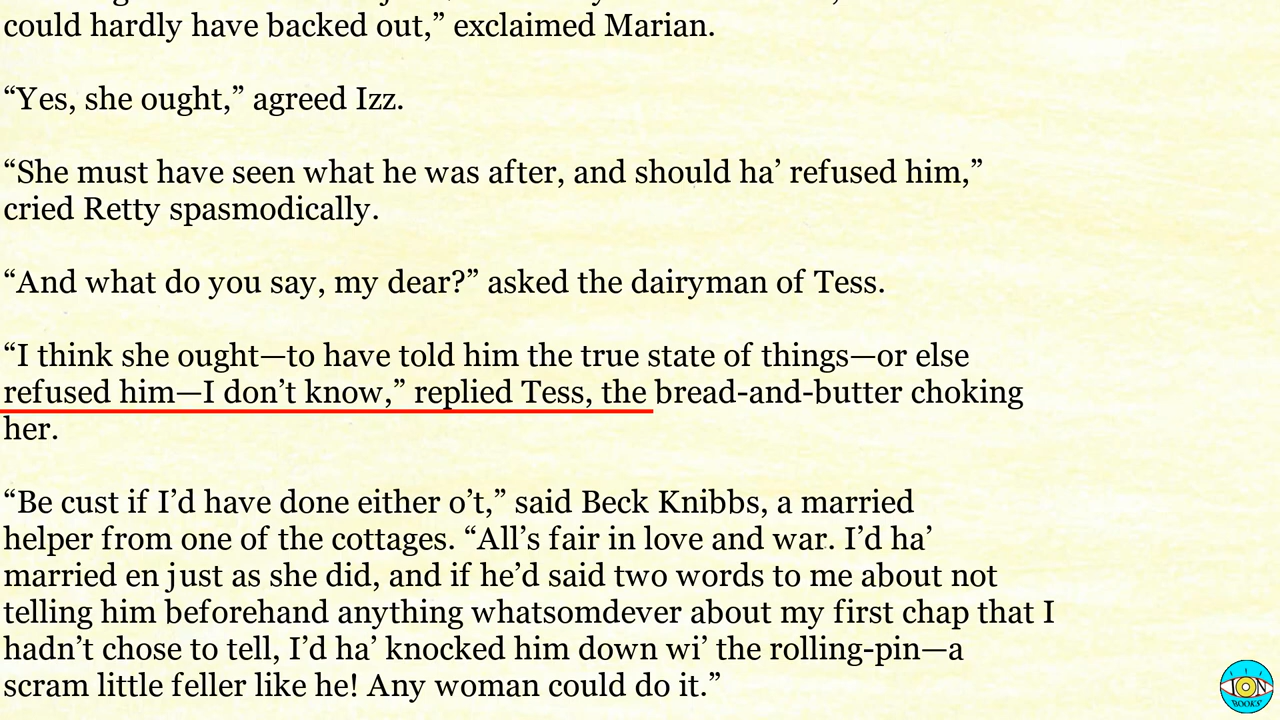 could hardly have backed out,” exclaimed Marian.
“Yes, she ought,” agreed Izz.
“She must have seen what he was after, and should ha’ refused him,”
cried Retty spasmodically.
“And what do you say, my dear?” asked the dairyman of Tess.
“I think she ought—to have told him the true state of things—or else
refused him—I don’t know,” replied Tess, the bread-and-butter choking
her.
“Be cust if I’d have done either o’t,” said Beck Knibbs, a married
helper from one of the cottages. “All’s fair in love and war. I’d ha’
married en just as she did, and if he’d said two words to me about not
telling him beforehand anything whatsomdever about my first chap that I
hadn’t chose to tell, I’d ha’ knocked him down wi’ the rolling-pin—a
scram little feller like he! Any woman could do it.”
ION
BOOKS